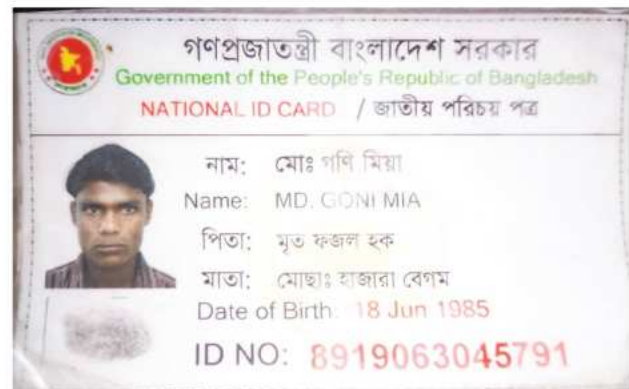 গণপ্রজাতন্ত্রী বাংলাদেশ সরকার
Government of the People's Republic of Bangladesh
NATIONAL ID CARD / জাতীয় পরিচয় পত্র
নাম: মোঃ গণি মিয়া
Name: MD. GONI MIA
পিতা: মৃত ফজল হক
মাতা: মোছাঃ হাজারা বেগম
Date of Birth: 18 Jun 1985
ID NO: 8919063045791